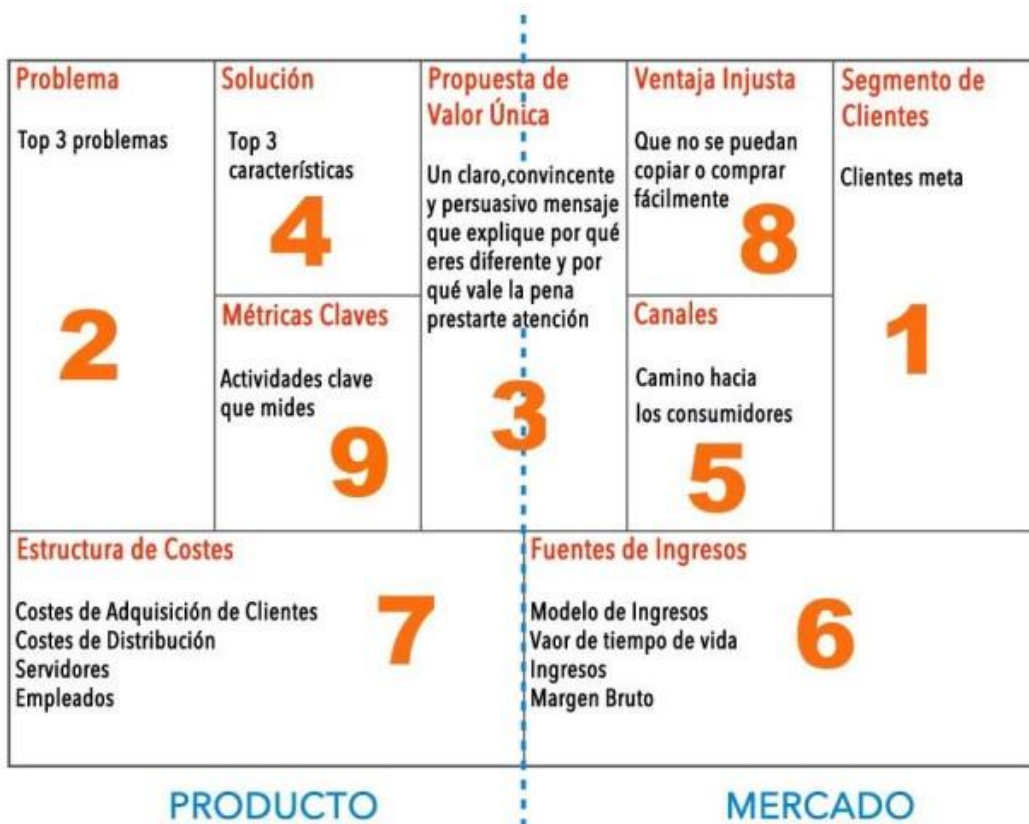 Problema
Top 3 problemas
2
Solución
Top 3
características
4
Métricas Claves
Actividades clave
que mides
9
Propuesta de
Valor Única
Un claro,convincente
y persuasivo mensaje
que explique por qué
eres diferente y por
qué vale la pena
prestarte atención
3
Ventaja Injusta
Que no se puedan
copiar o comprar
fácilmente
8
Canales
Camino hacia
los consumidores
5
Segmento de
Clientes
Clientes meta
1
Estructura de Costes
Costes de Adquisición de Clientes
Costes de Distribución
Servidores
Empleados
7
Fuentes de Ingresos
Modelo de Ingresos
Vaor de tiempo de vida
Ingresos
Margen Bruto
6
PRODUCTO
MERCADO